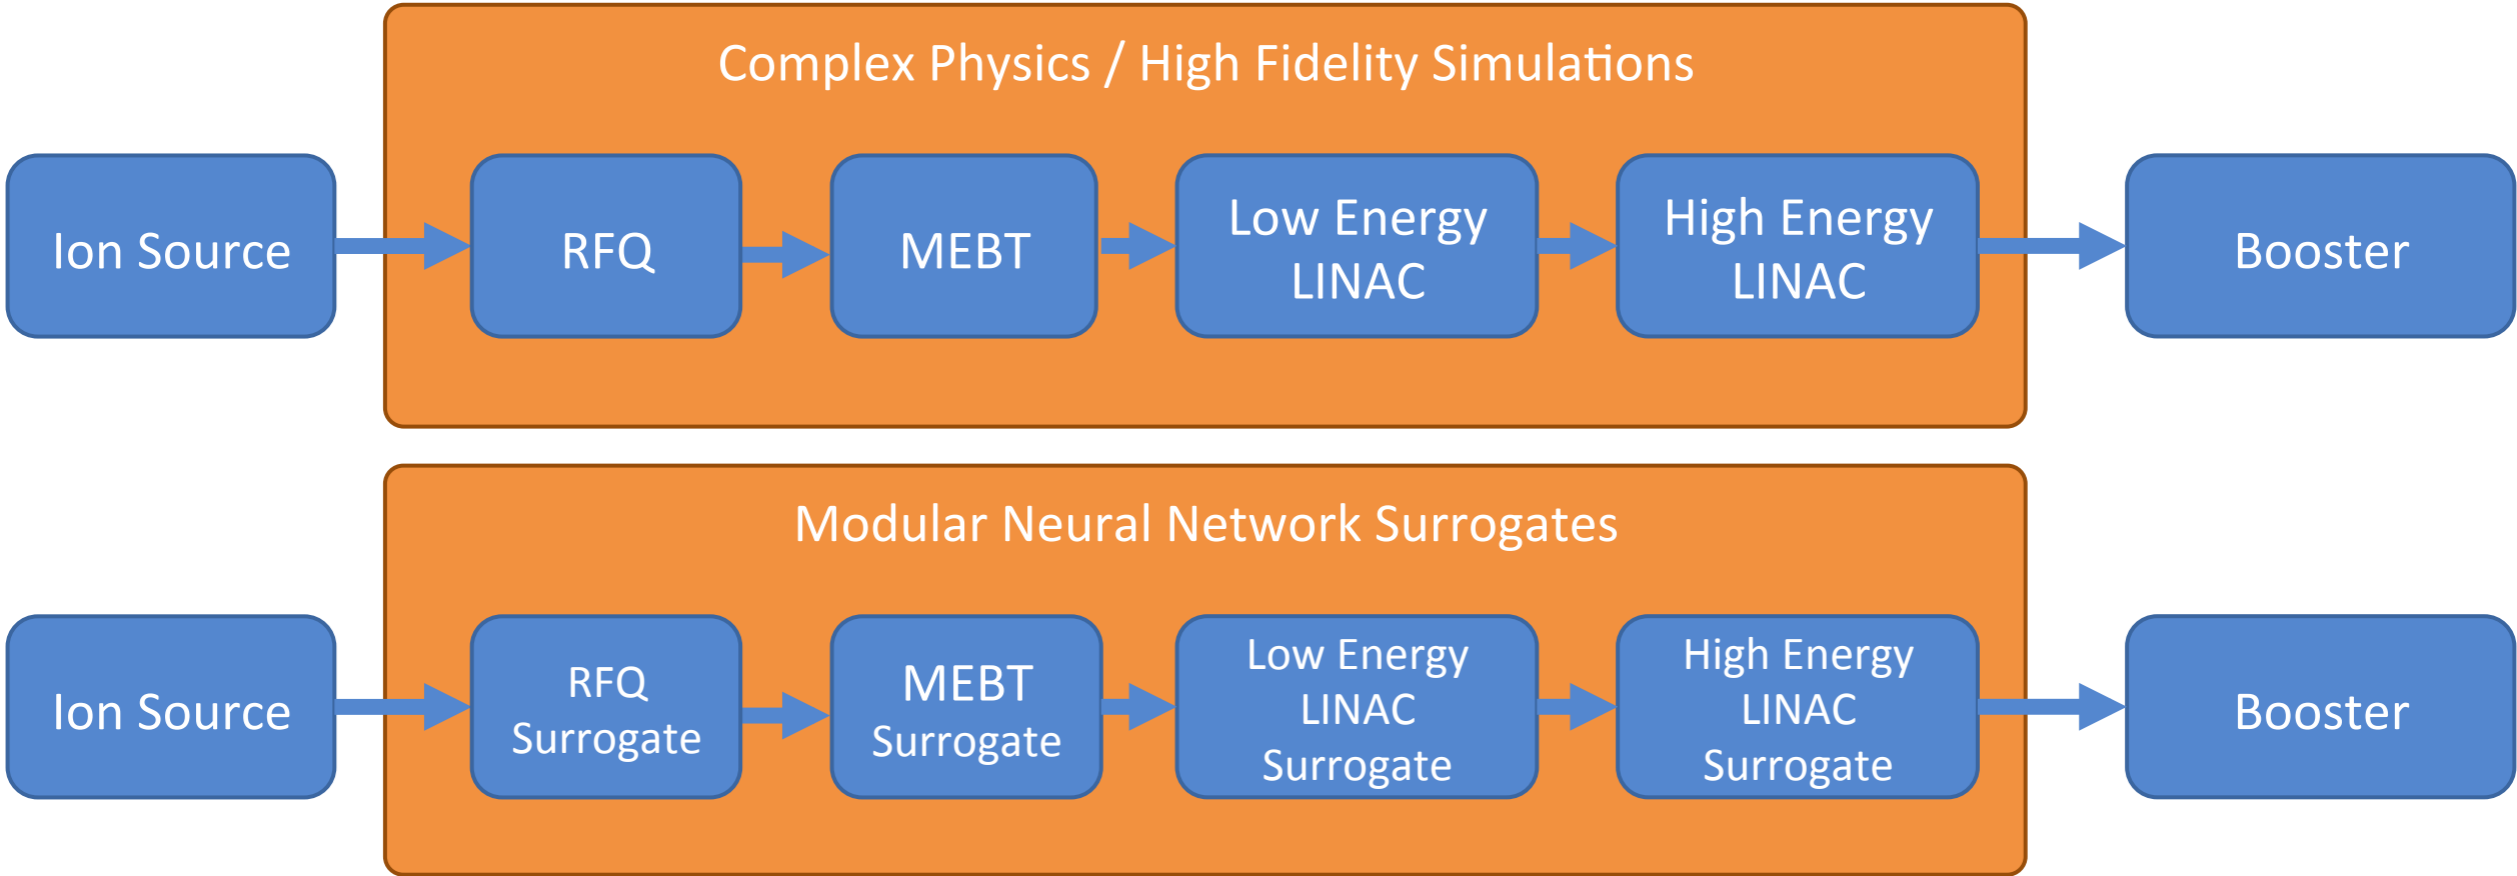 Complex Physics / High Fidelity Simulations
Ion Source
RFQ
MEBT
Low Energy
LINAC
High Energy
LINAC
Booster
Modular Neural Network Surrogates
Ion Source
RFQ
Surrogate
MEBT
Surrogate
Low Energy
LINAC
Surrogate
High Energy
LINAC
Surrogate
Booster